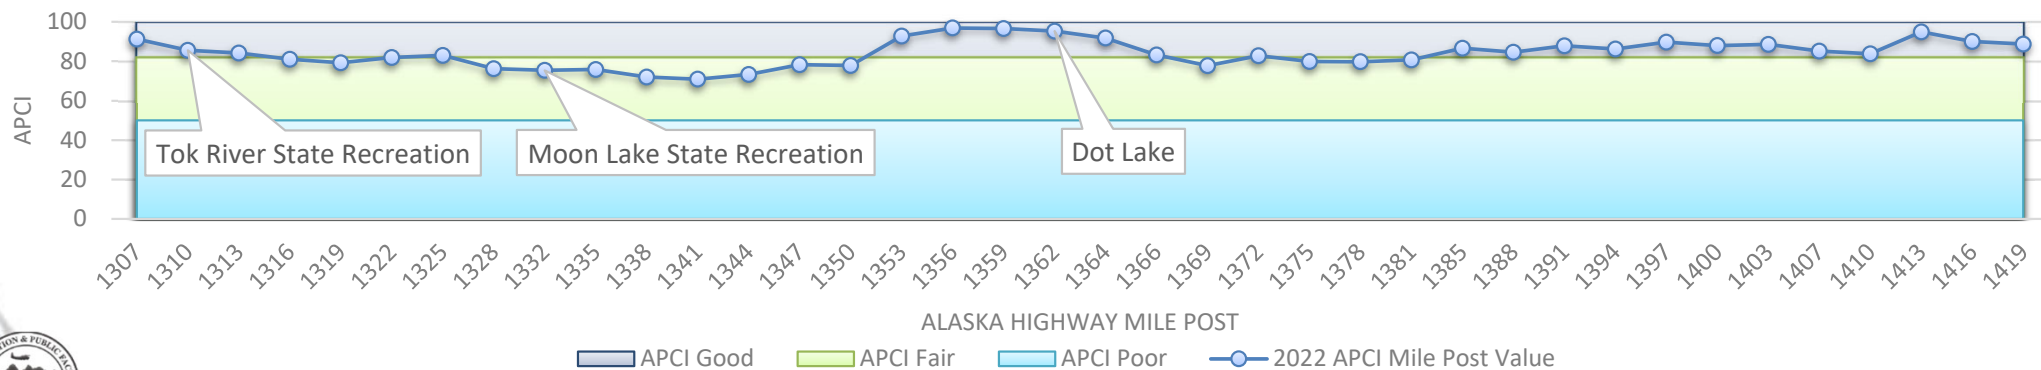 100
80
60
40
20
0
APCI
Tok River State Recreation
Moon Lake State Recreation
Dot Lake
1307 1310 1313 1316 1319 1322 1325 1328 1332 1335 1338 1341 1344 1347 1350 1353 1356 1359 1362 1364 1366 1369 1372 1375 1378 1381 1385 1388 1391 1394 1397 1400 1403 1407 1410 1413 1416 1419
ALASKA HIGHWAY MILE POST
APCI Good APCI Fair APCI Poor 2022 APCI Mile Post Value
& PUBLIC